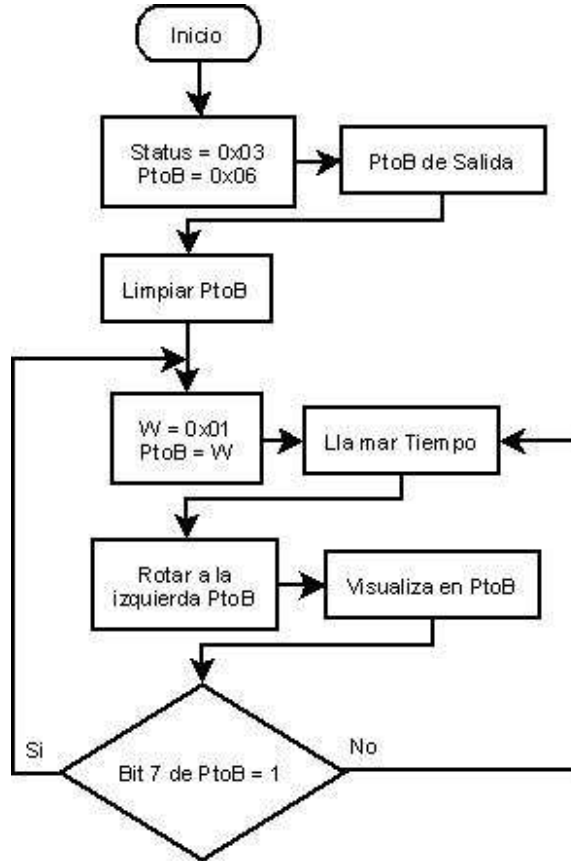 Inicio
Status = 0x03
PtoB = 0x06
PtoB de Salida
Limpiar PtoB
W = 0x01
PtoB = W
Lla mar Tiempo
Rotar a la
izquierda PtoB
Visualiza en PtoB
Si
No
Bit 7 de PtoB = 1